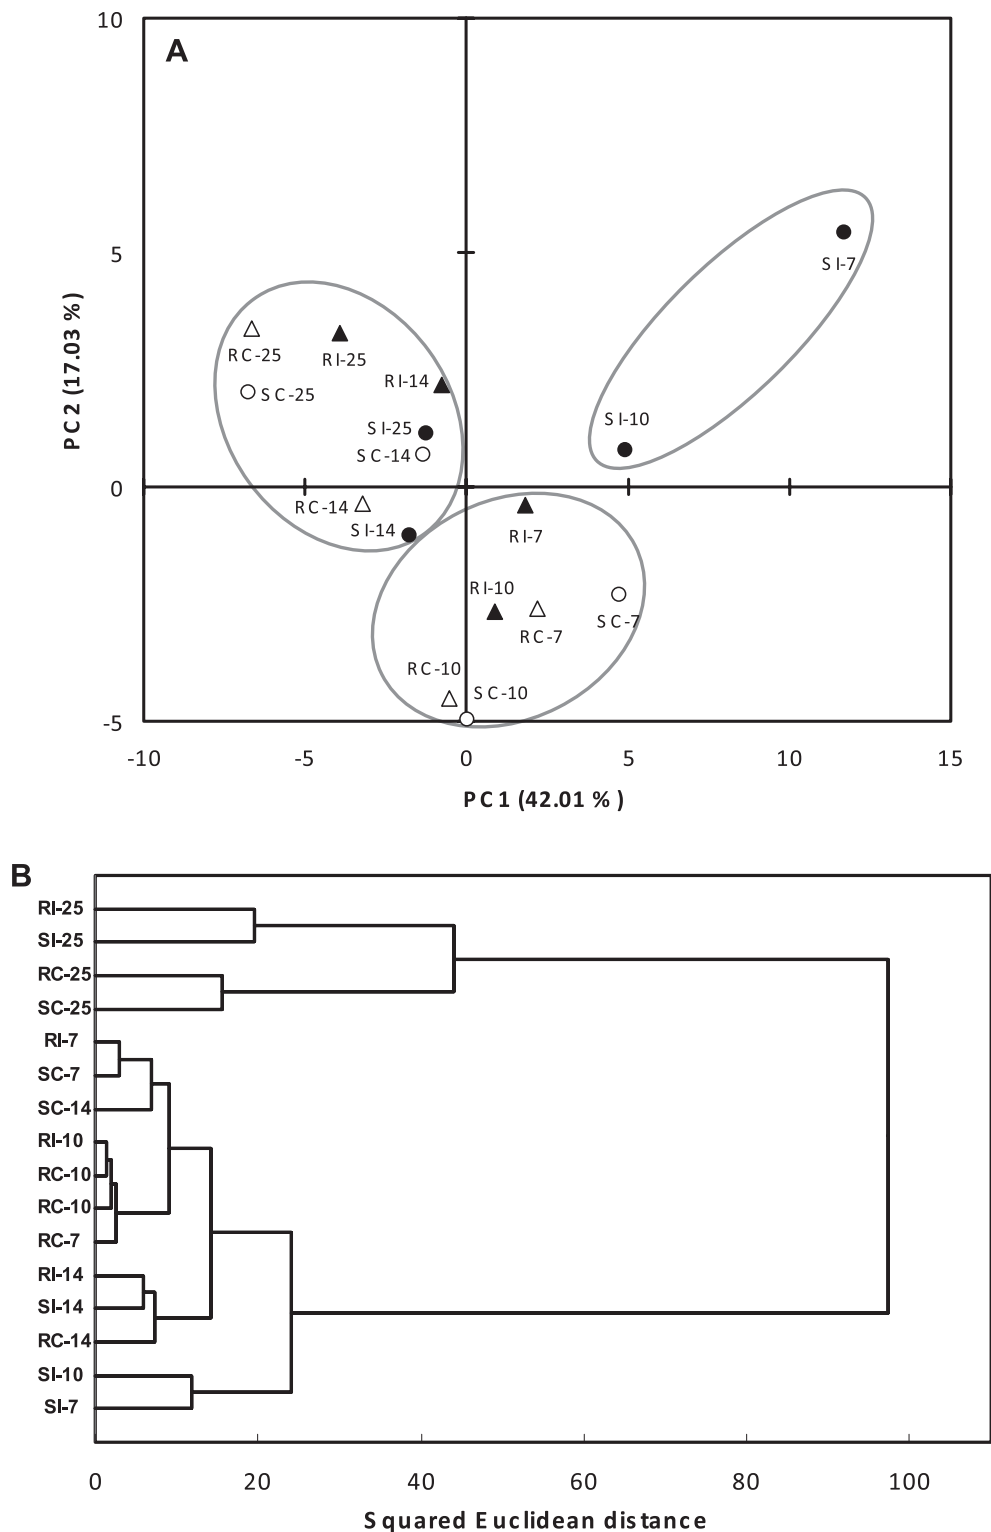 10
A
5
SI-7
RC-25
RI-25
RI-14
SC-25
SI-10
SI-25
SC-14
PC2 (17.03 %)
0
RC-14
SI-14
RI-7
RI-10
SC-7
RC-7
RC-10
SC-10
-5
-10 -5 0 5 10 15
PC1 (42.01 %)
B
RI-25
SI-25
RC-25
SC-25
RI-7
SC-7
SC-14
RI-10
RC-10
RC-10
RC-7
RI-14
SI-14
RC-14
SI-10
SI-7
0 20 40 60 80 100
Squared Euclidean distance